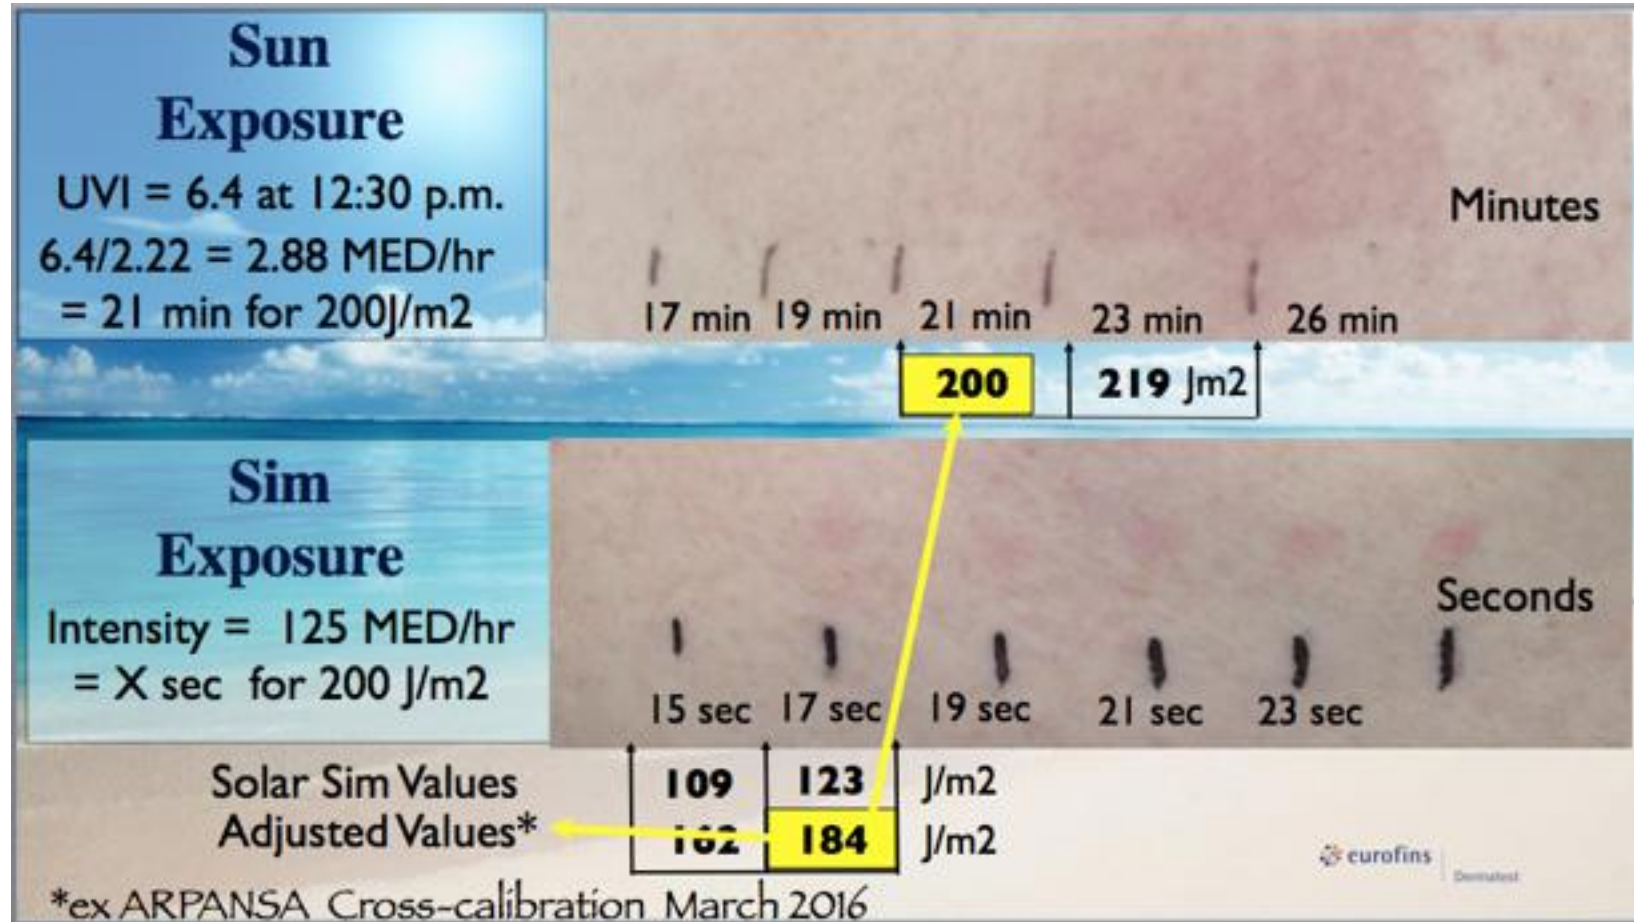 Sun
Exposure
UVI = 6.4 at 12:30 p.m.
6.4/2.22 = 2.88 MED/hr
= 21 min for 200J/m2
Minutes
17 min 19 min 21 min 23 min 26 min
200 219 Jm2
Sim
Exposure
Intensity = 125 MED/hr
= X sec for 200 J/m2
Seconds
15 sec 17 sec 19 sec 21 sec 23 sec
Solar Sim Values 109 123 J/m2
Adjusted Values* 162 184 J/m2
eurofins
Dermatest
*ex ARPANSA Cross-calibration March 2016